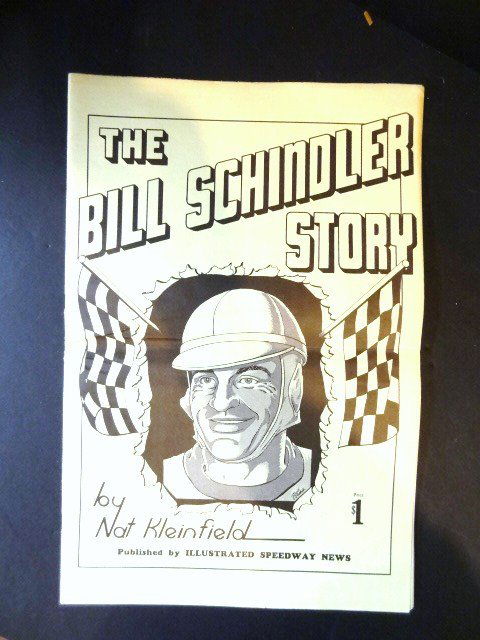 THE
BILL SCHINDLER
STORY
by
Nat Kleinfield
Price
$1
Published by ILLUSTRATED SPEEDWAY NEWS